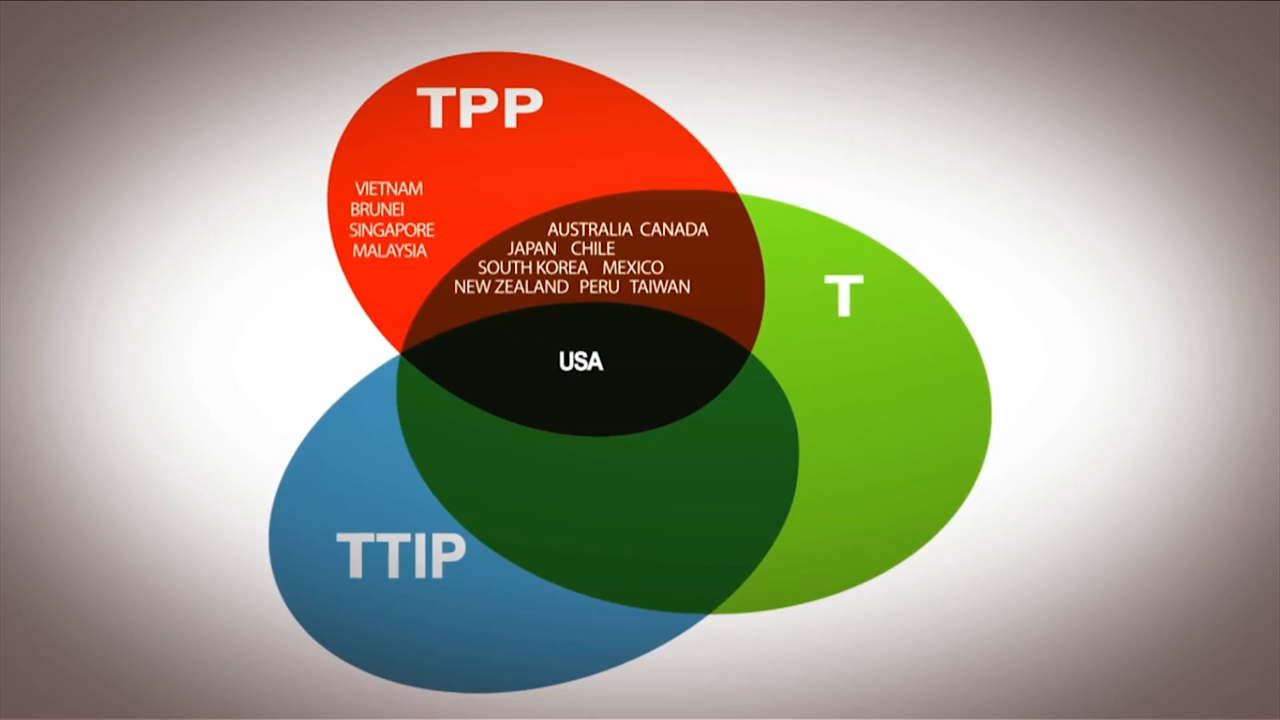 TPP
VIETNAM
BRUNEI
SINGAPORE
MALAYSIA
AUSTRALIA CANADA
JAPAN CHILE
SOUTH KOREA MEXICO
NEW ZEALAND PERU TAIWAN
T
USA
TTIP